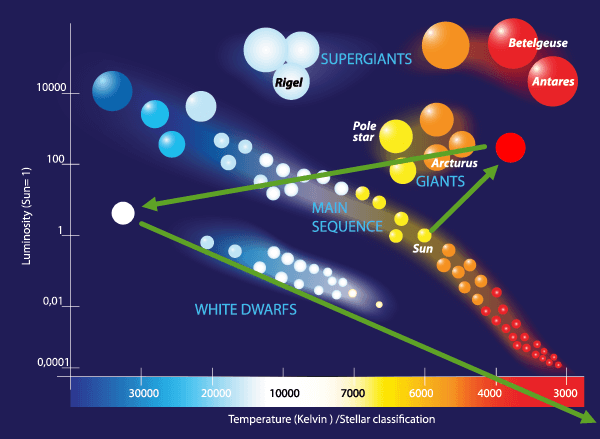 Betelgeuse
SUPERGIANTS
Rigel
Antares
10000
Pole
star
100
Arcturus
GIANTS
Luminosity (Sun= 1)
MAIN
SEQUENCE
1
Sun
0,01
WHITE DWARFS
0,0001
30000 20000 10000 7000 6000 4000 3000
Temperature (Kelvin ) /Stellar classification